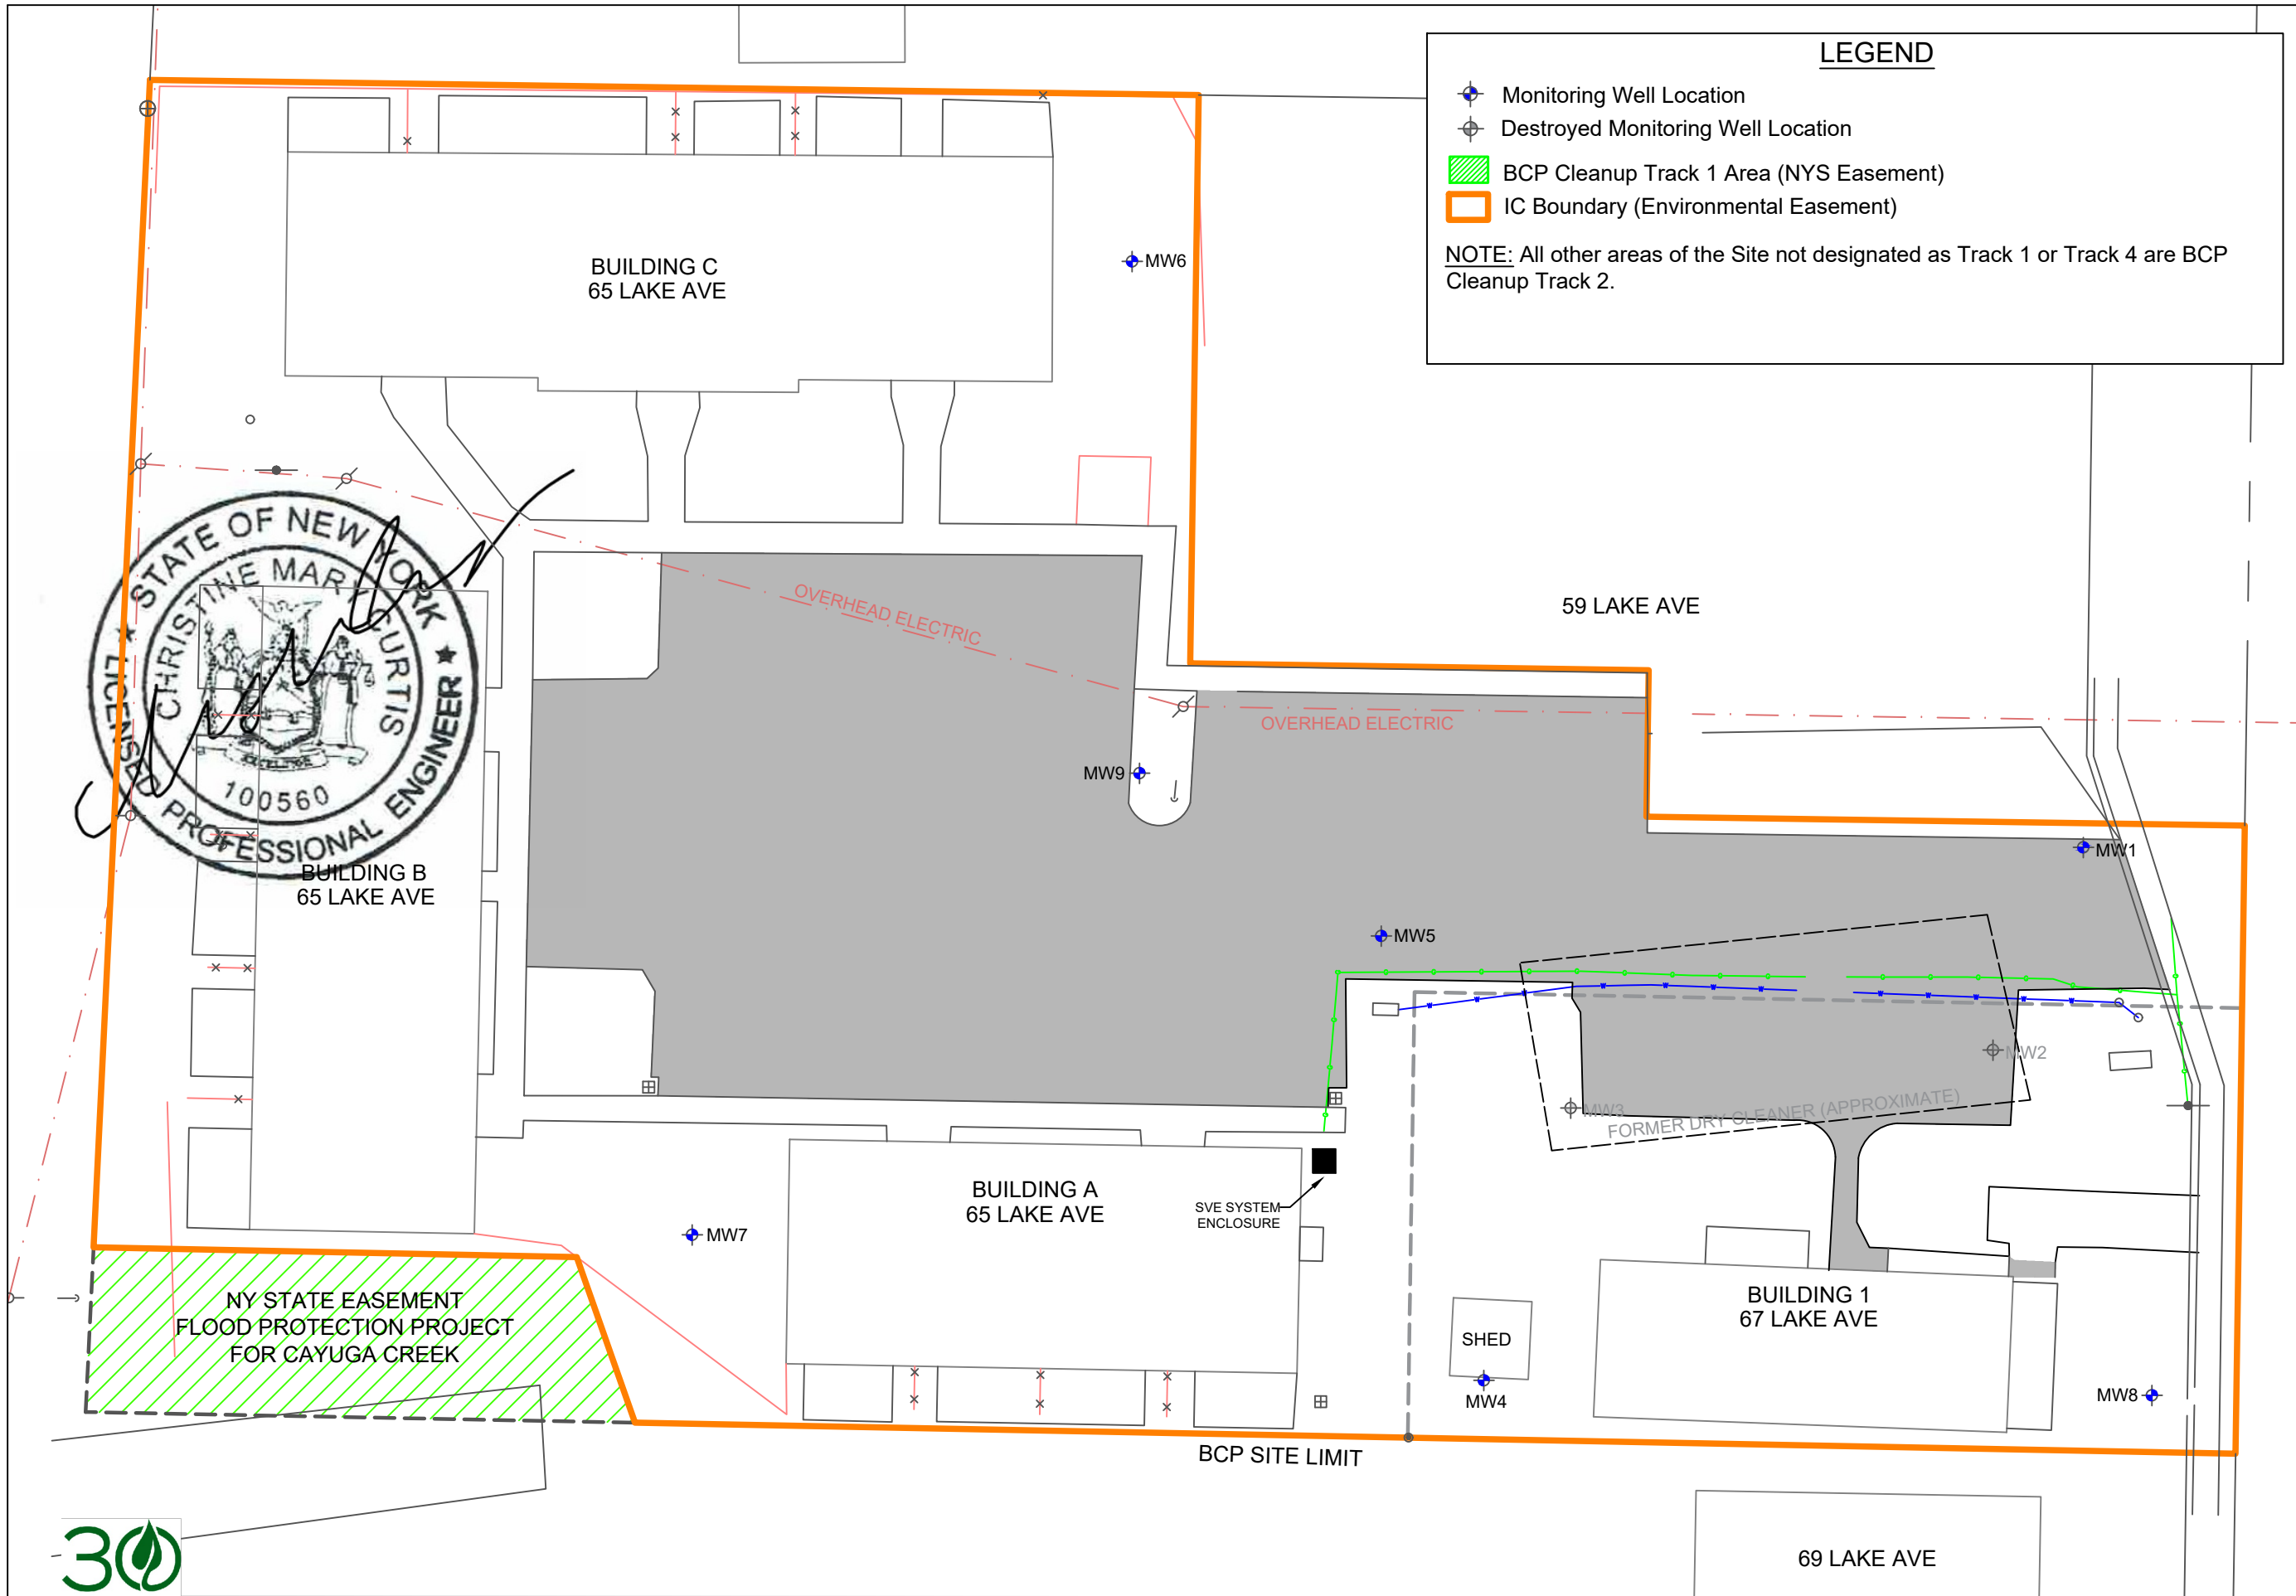 LEGEND
Monitoring Well Location
Destroyed Monitoring Well Location
BCP Cleanup Track 1 Area (NYS Easement)
IC Boundary (Environmental Easement)
NOTE: All other areas of the Site not designated as Track 1 or Track 4 are BCP
Cleanup Track 2.
BUILDING C
65 LAKE AVE
MW6
STATE OF NEW YORK
CHRISTINE MARY CURTIS
EXCELSIOR
100560
LICENSED PROFESSIONAL ENGINEER
OVERHEAD ELECTRIC
59 LAKE AVE
OVERHEAD ELECTRIC
MW9
MW1
BUILDING B
65 LAKE AVE
MW5
MW2
MW3
FORMER DRY CLEANER (APPROXIMATE)
BUILDING A
65 LAKE AVE
SVE SYSTEM
ENCLOSURE
MW7
NY STATE EASEMENT
FLOOD PROTECTION PROJECT
FOR CAYUGA CREEK
BUILDING 1
67 LAKE AVE
SHED
MW4
MW8
BCP SITE LIMIT
69 LAKE AVE
30